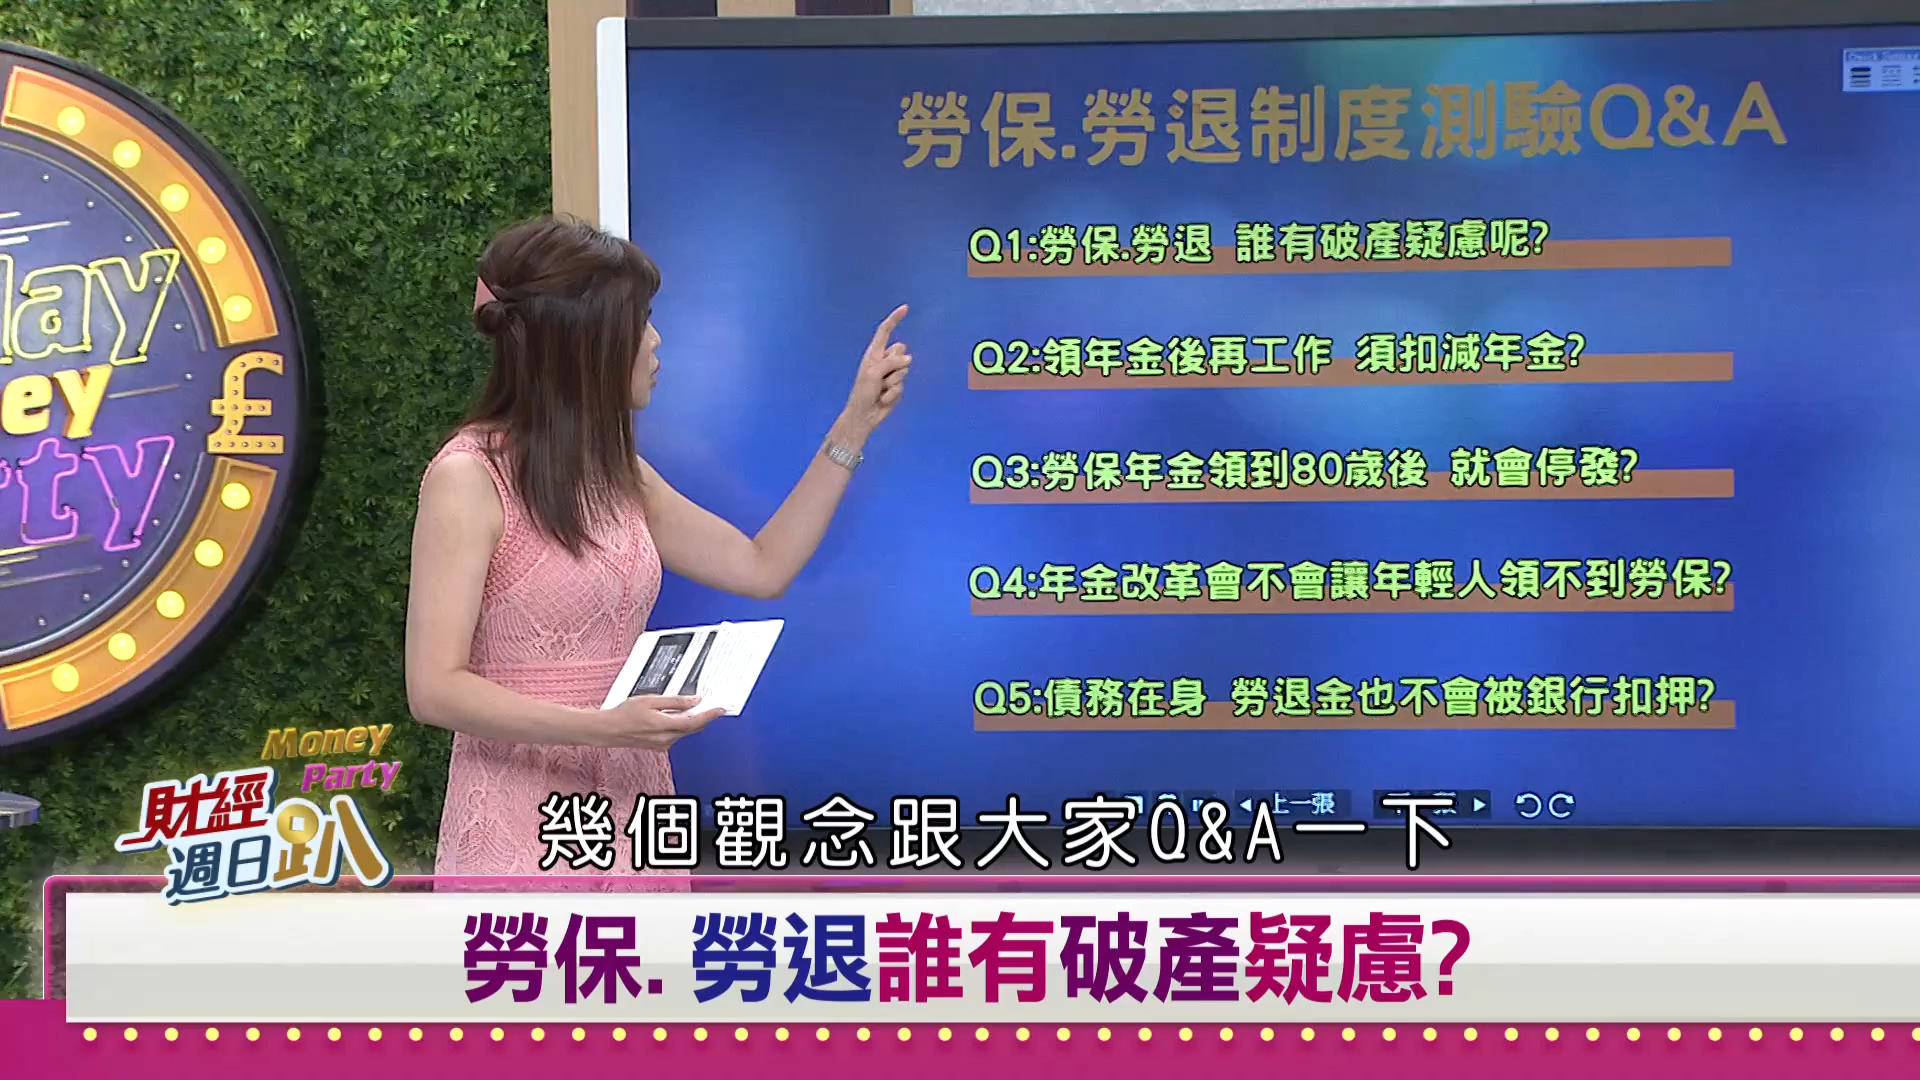 勞保.勞退制度測驗Q&A
Q1:勞保.勞退 誰有破產疑慮呢?
Q2:領年金後再工作 須扣減年金?
Q3:勞保年金領到80歲後 就會停發?
Q4:年金改革會不會讓年輕人領不到勞保?
Q5:債務在身 勞退金也不會被銀行扣押?
上一張
£
Money
Party
財經
週日趴
幾個觀念跟大家Q&A一下
勞保. 勞退誰有破產疑慮?